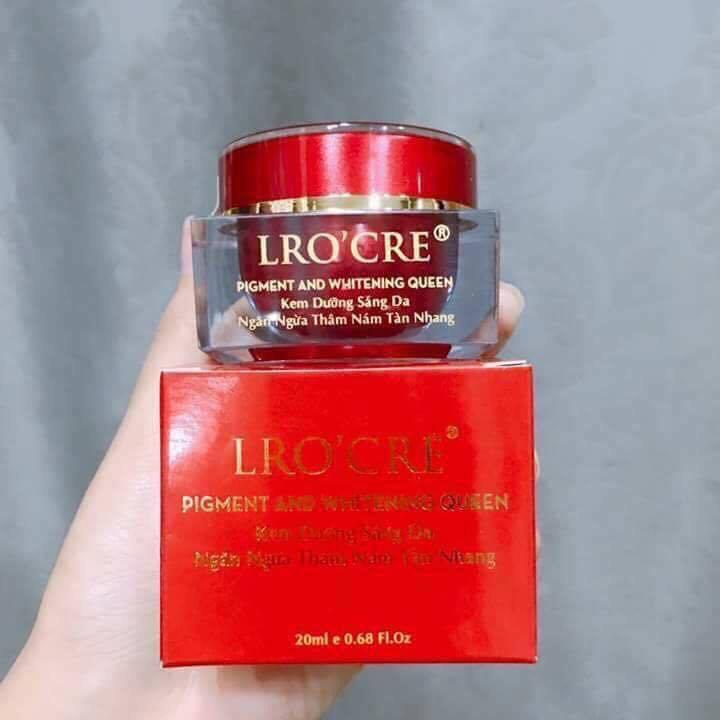 LRO'CRE®
PIGMENT AND WHITENING QUEEN
Kem Dưỡng Sáng Da
Ngăn Ngừa Thâm Nám Tàn Nhang
LRO'CRE®
PIGMENT AND WHITENING QUEEN
Kem Dưỡng Sáng Da
Ngăn Ngừa Thâm Nám Tàn Nhang
20ml e 0.68 Fl.Oz